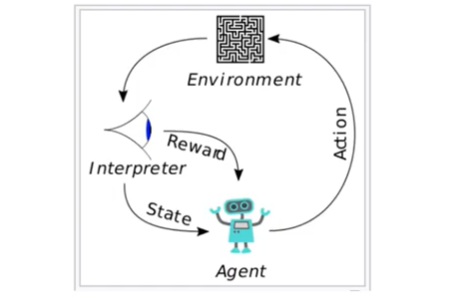 Environment
Reward
Action
Interpreter
State
Agent